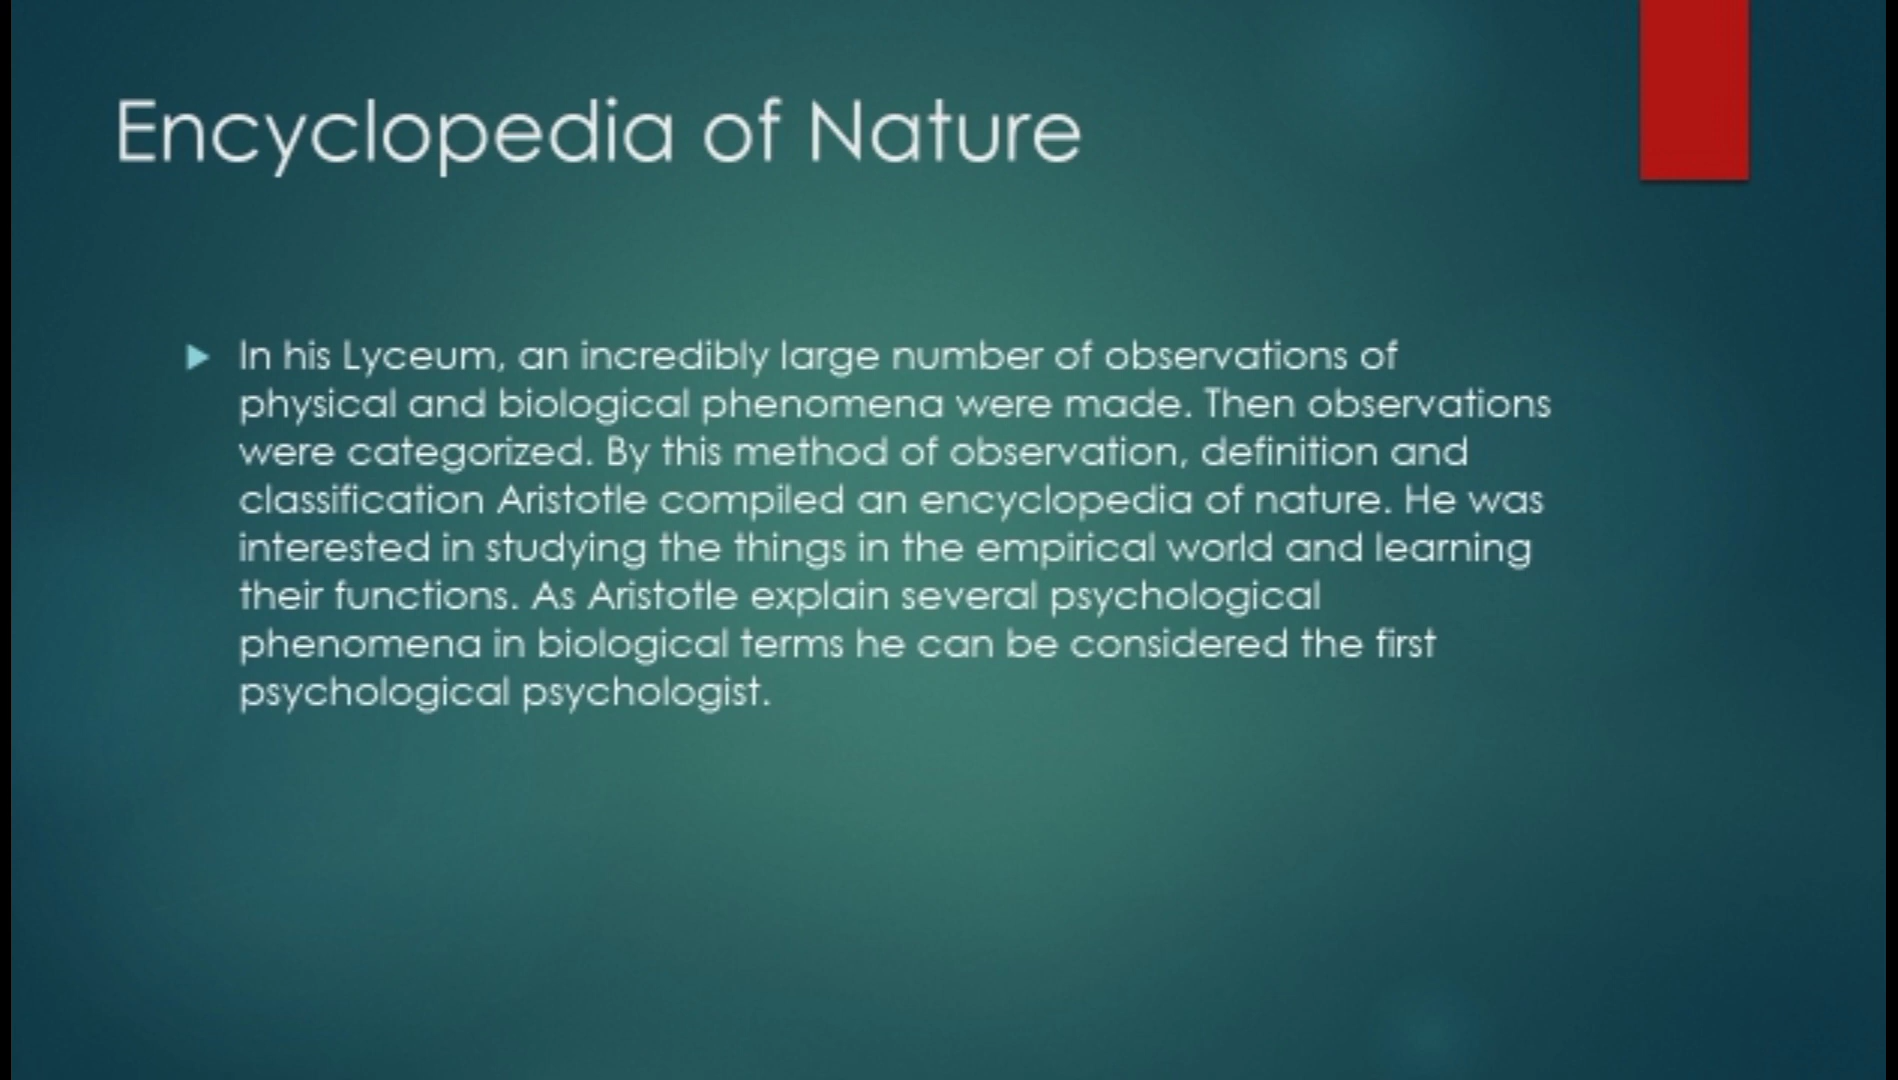 Encyclopedia of Nature
In his Lyceum, an incredibly large number of observations of
physical and biological phenomena were made. Then observations
were categorized. By this method of observation, definition and
classification Aristotle compiled an encyclopedia of nature. He was
interested in studying the things in the empirical world and learning
their functions. As Aristotle explain several psychological
phenomena in biological terms he can be considered the first
psychological psychologist.